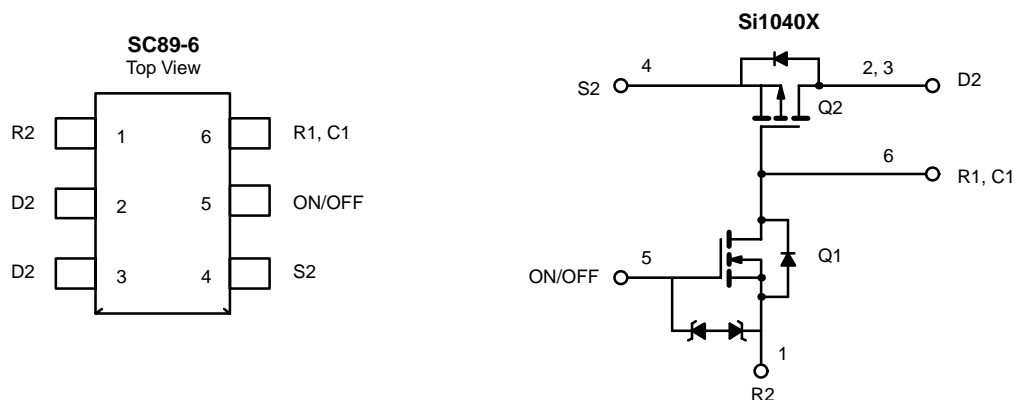 SC89-6
Top View
R2 1 6 R1, C1
D2 2 5 ON/OFF
D2 3 4 S2
Si1040X
4 2, 3
S2 D2
Q2
6
R1, C1
Q1
5
ON/OFF
1
R2